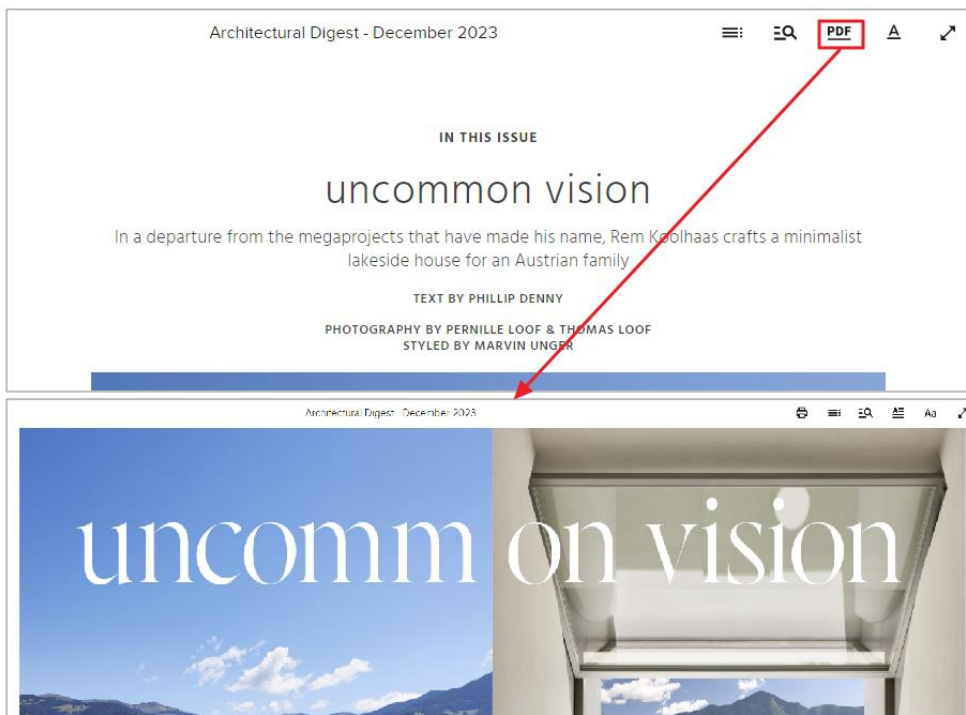 Architectural Digest - December 2023
PDF
A
IN THIS ISSUE
uncommon vision
In a departure from the megaprojects that have made his name, Rem Koolhaas crafts a minimalist
lakeside house for an Austrian family
TEXT BY PHILLIP DENNY
PHOTOGRAPHY BY PERNILLE LOOF & THOMAS LOOF
STYLED BY MARVIN UNGER
Architectural Digest - December 2023
Aa
uncomm on vision